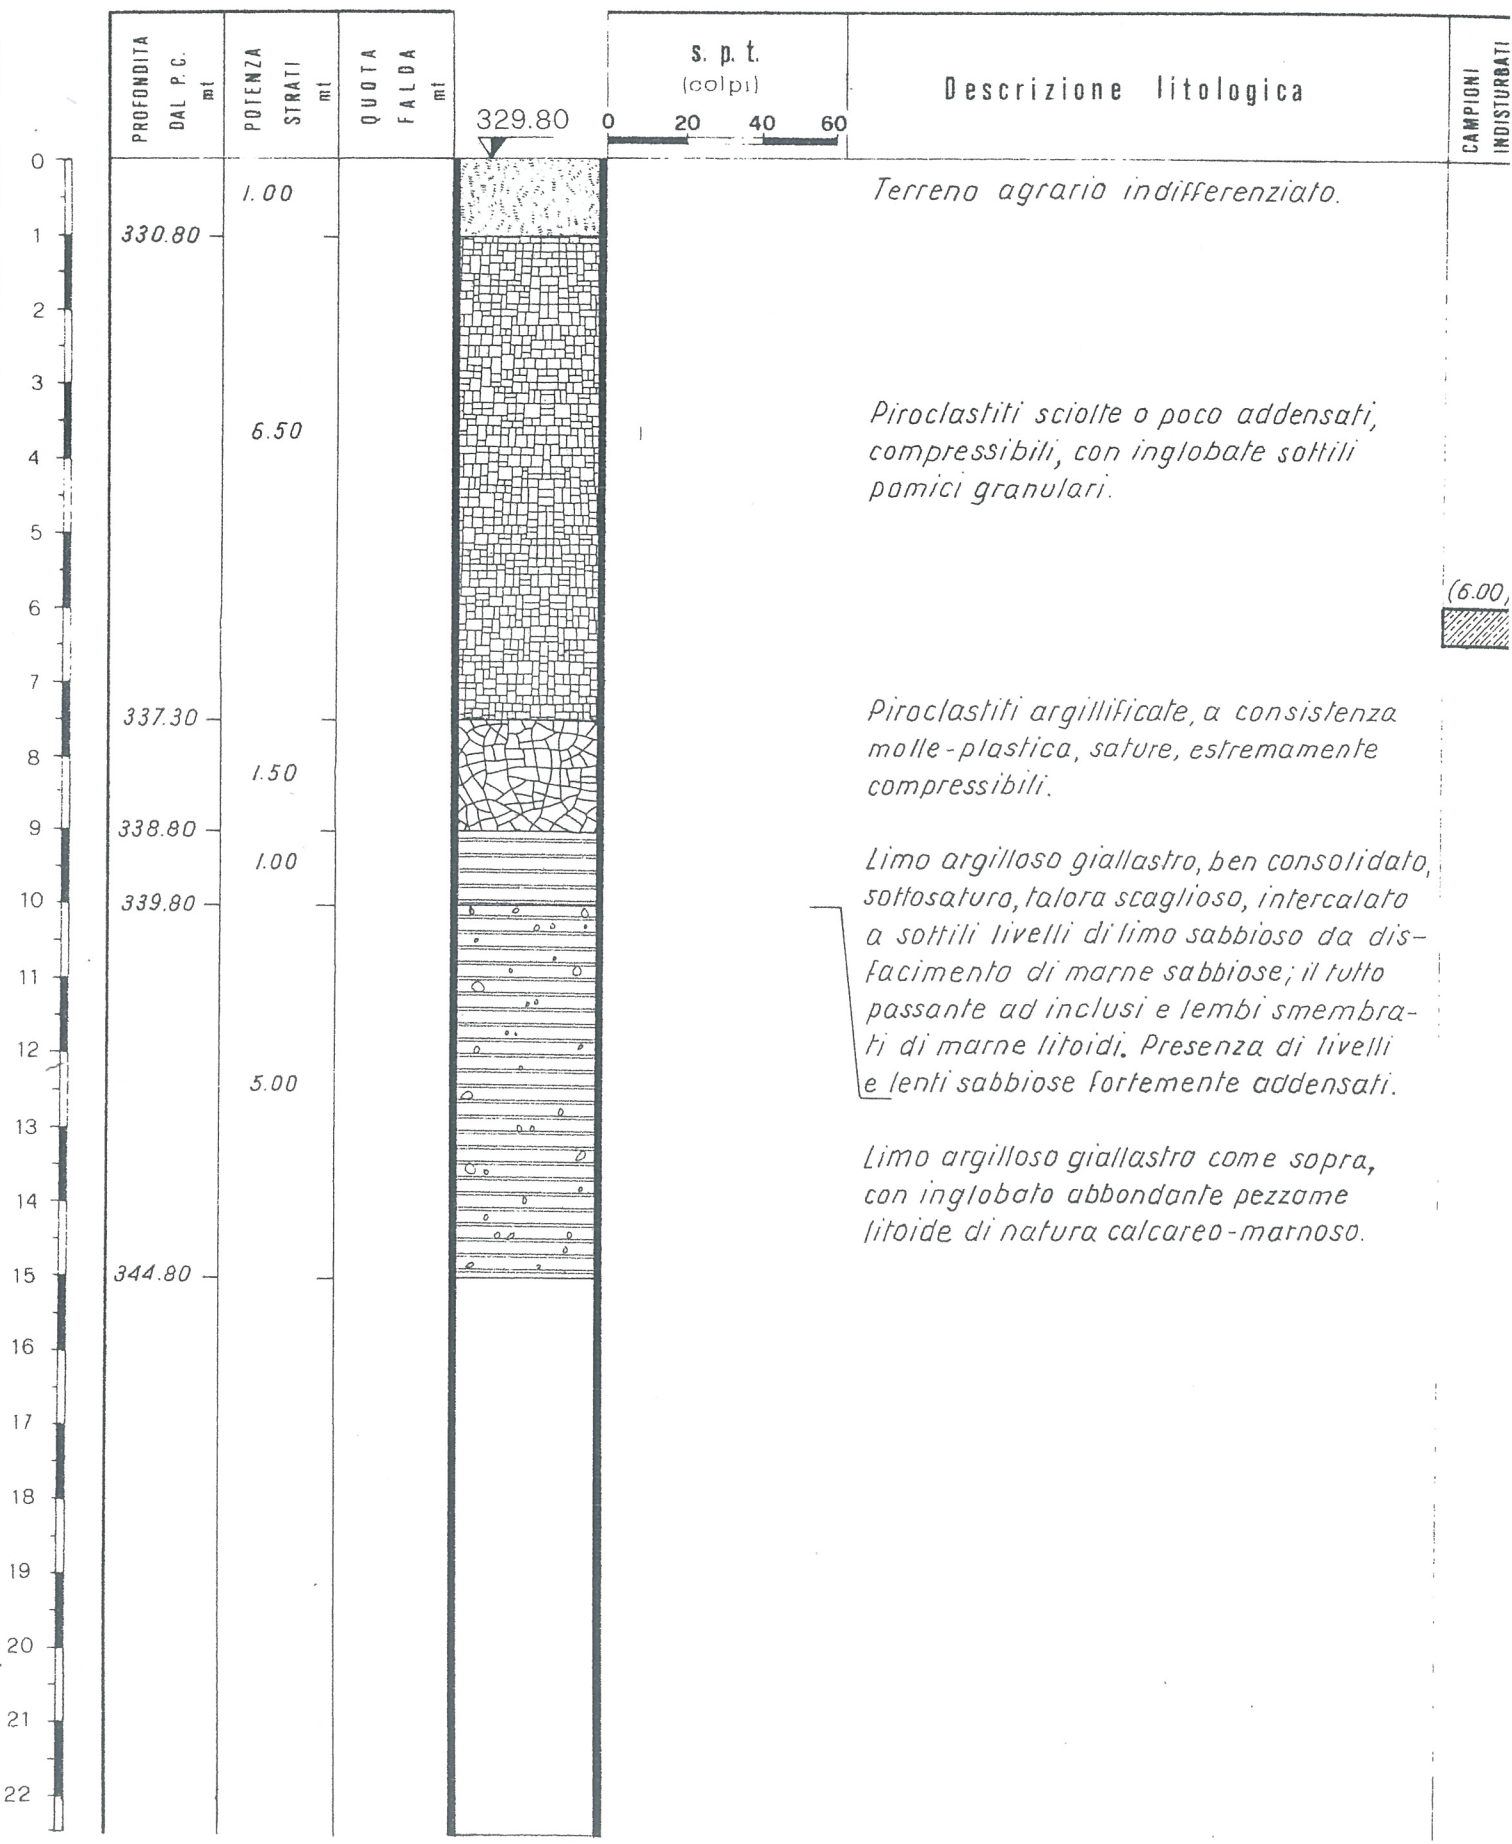 PROFONDITA
DAL P.C.
mt
POTENZA
STRATI
mt
QUOTA
FALDA
mt
329.80
s. p. t.
(colpi)
0 20 40 60
Descrizione litologica
CAMPIONI
INDISTURBATI
0
1.00
Terreno agrario indifferenziato.
1
330.80
2
3
6.50
Piroclastiti sciolte o poco addensati,
compressibili, con inglobate sottili
pomici granulari.
4
5
6
(6.00)
7
337.30
Piroclastiti argillificate, a consistenza
molle-plastica, sature, estremamente
compressibili.
8
1.50
9
338.80
1.00
Limo argilloso giallastro, ben consolidato,
sottosaturo, talora scaglioso, intercalato
a sottili livelli di limo sabbioso da dis-
facimento di marne sabbiose; il tutto
passante ad inclusi e lembi smembra-
ti di marne litoidi. Presenza di livelli
e lenti sabbiose fortemente addensati.
10
339.80
11
12
5.00
13
Limo argilloso giallastro come sopra,
con inglobato abbondante pezzame
litoide di natura calcareo-marnoso.
14
15
344.80
16
17
18
19
20
21
22